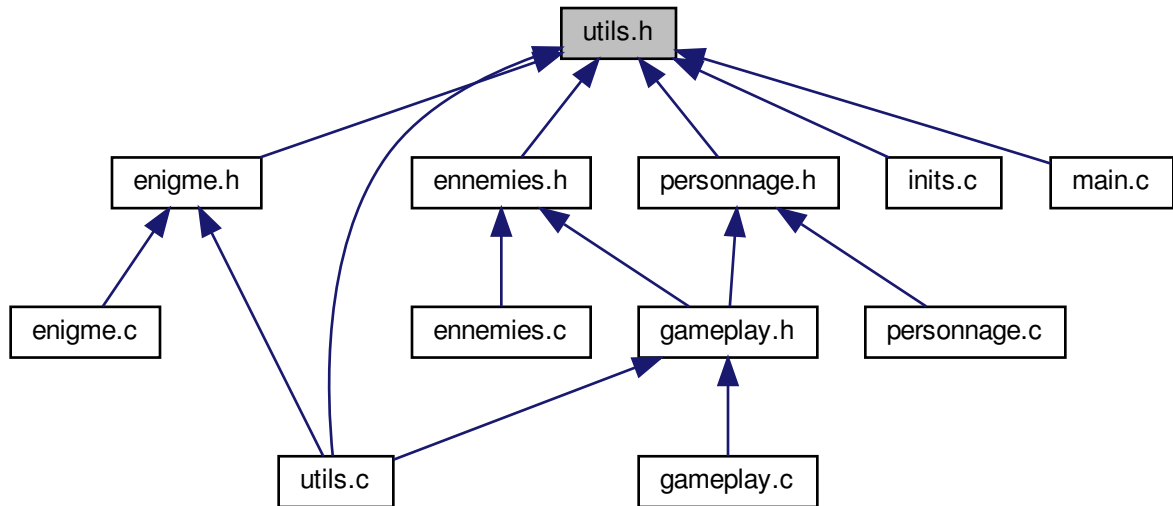 utils.h
enigme.h
ennemies.h
personnage.h
inits.c
main.c
enigme.c
ennemies.c
gameplay.h
personnage.c
utils.c
gameplay.c